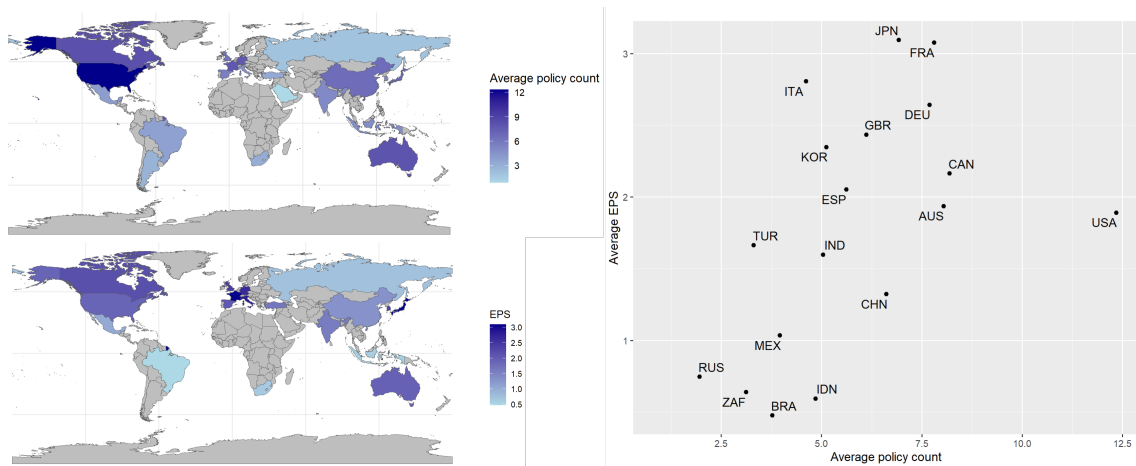 Average policy count
12
9
6
3
EPS
3.0
2.5
2.0
1.5
1.0
0.5
Average EPS
3
2
1
JPN
FRA
ITA
DEU
GBR
KOR
CAN
ESP
AUS
USA
TUR
IND
CHN
MEX
RUS
ZAF
BRA
IDN
2.5
5.0
7.5
10.0
12.5
Average policy count